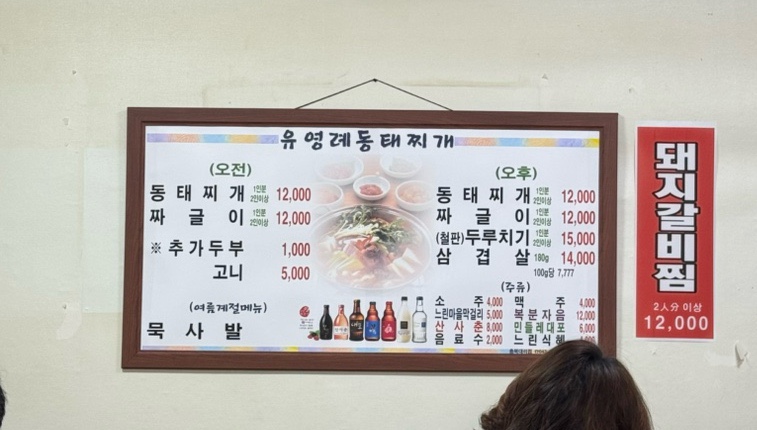 유영례동태찌개
(오전)
동태찌개 1인분 2인이상 12,000
짜글이 1인분 2인이상 12,000
※ 추가두부 1,000
고니 5,000
(여름계절메뉴)
묵사발
(오후)
동태찌개 1인분 2인이상 12,000
짜글이 1인분 2인이상 12,000
(철판)두루치기 1인분 2인이상 15,000
삼겹살 180g 14,000
100g당 7,777
(주류)
소주 4,000 맥주 4,000
느린마을막걸리 5,000 복분자음 12,000
산사춘 8,000 민들레대포 6,000
음료수 2,000 느린식혜
돼지갈비찜
2人分 이상
12,000